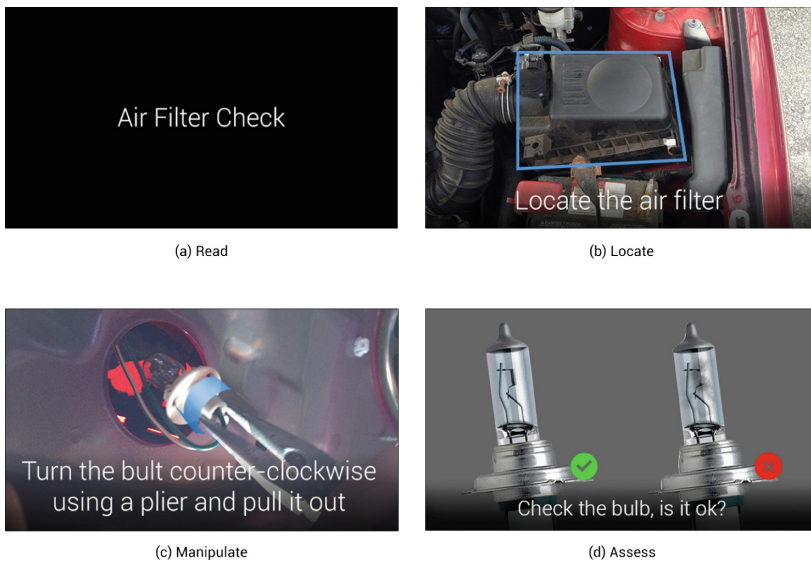 Air Filter Check
Locate the air filter
(a) Read
(b) Locate
Turn the bult counter-clockwise
using a plier and pull it out
Check the bulb, is it ok?
(c) Manipulate
(d) Assess